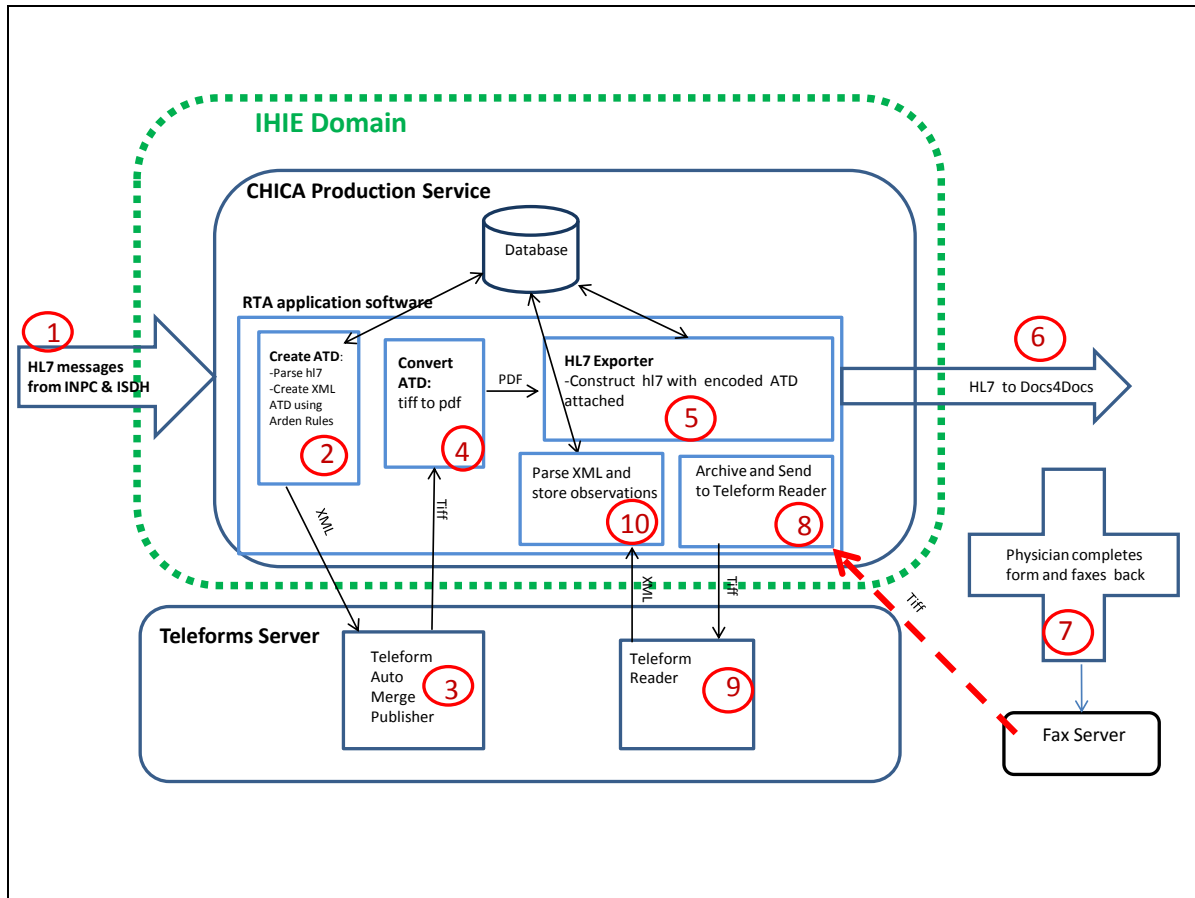 IHIE Domain
CHICA Production Service
Database
RTA application software
1
HL7 messages
from INPC & ISDH
Create ATD:
-Parse hl7
-Create XML
ATD using
Arden Rules
2
Convert
ATD:
tiff to pdf
4
PDF
HL7 Exporter
-Construct hl7 with encoded ATD
attached
5
6
HL7 to Docs4Docs
Parse XML and
store observations
10
Archive and Send
to Teleform Reader
8
Physician completes
form and faxes back
7
XML
Tiff
XML
Tiff
Tiff
Teleforms Server
Teleform
Auto
Merge
Publisher
3
Teleform
Reader
9
Fax Server